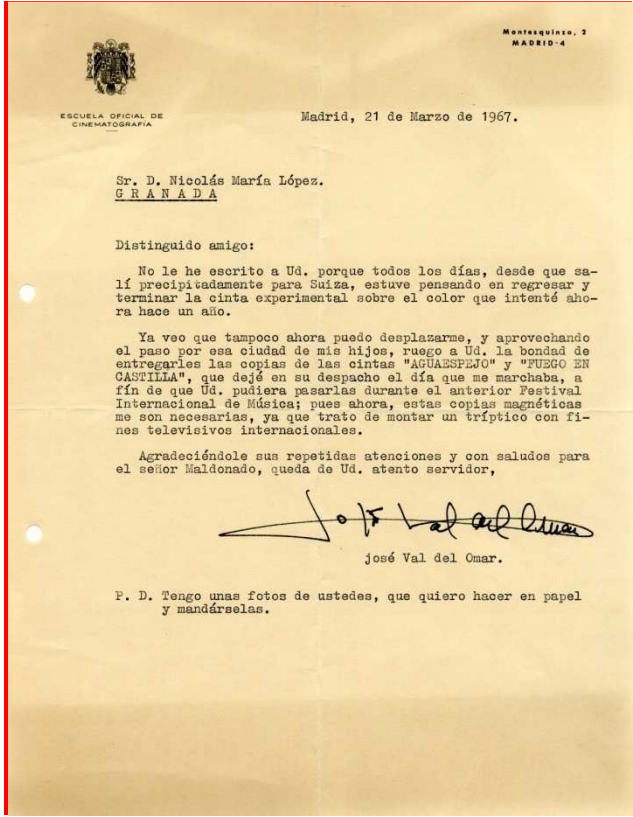 Montesquinza, 2
MADRID-4
ESCUELA OFICIAL DE
CINEMATOGRAFÍA
Madrid, 21 de Marzo de 1967.
Sr. D. Nicolás María López.
G R A N A D A
Distinguido amigo:
No le he escrito a Ud. porque todos los días, desde que sa-
lí precipitadamente para Suiza, estuve pensando en regresar y
terminar la cinta experimental sobre el color que intenté aho-
ra hace un año.
Ya veo que tampoco ahora puedo desplazarme, y aprovechando
el paso por esa ciudad de mis hijos, ruego a Ud. la bondad de
entregarles las copias de las cintas "AGUAESPEJO" y "FUEGO EN
CASTILLA", que dejé en su despacho el día que me marchaba, a
fín de que Ud. pudiera pasarlas durante el anterior Festival
Internacional de Música; pues ahora, estas copias magnéticas
me son necesarias, ya que trato de montar un tríptico con fi-
nes televisivos internacionales.
Agradeciéndole sus repetidas atenciones y con saludos para
el señor Maldonado, queda de Ud. atento servidor,
José Val del Omar
josé Val del Omar.
P. D. Tengo unas fotos de ustedes, que quiero hacer en papel
y mandárselas.